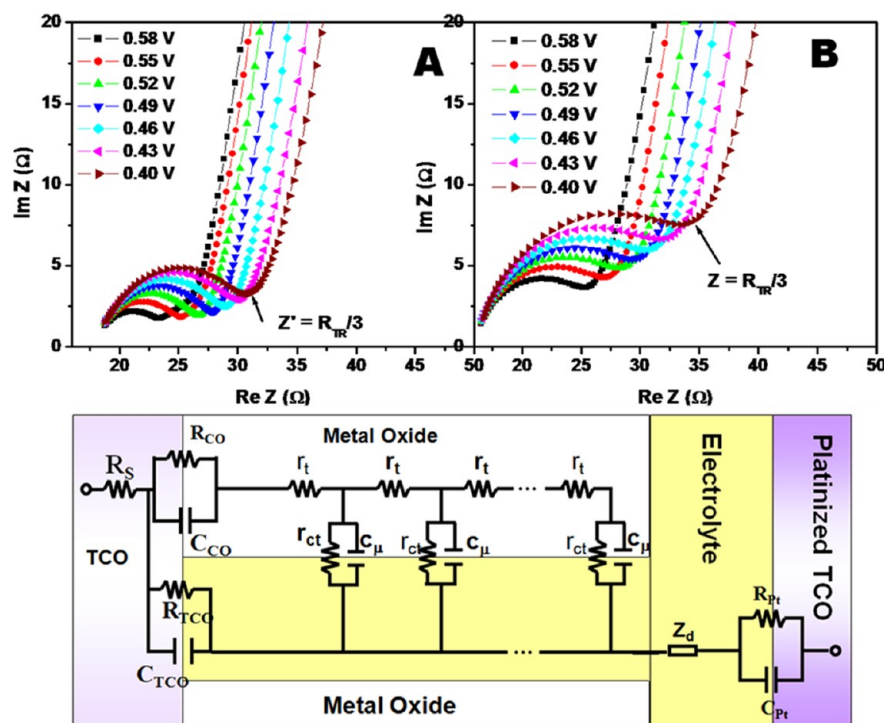 20
15
10
5
0
Im Z (Ω)
0.58 V
0.55 V
0.52 V
0.49 V
0.46 V
0.43 V
0.40 V
A
Z' = R_TR/3
20 25 30 35 40
Re Z (Ω)
20
15
10
5
0
Im Z (Ω)
0.58 V
0.55 V
0.52 V
0.49 V
0.46 V
0.43 V
0.40 V
B
Z = R_TR/3
20 25 30 35 40 45 50
Re Z (Ω)
Metal Oxide
R_S
R_CO
C_CO
r_t
r_t
r_t
...
r_t
TCO
r_ct
c_μ
r_ct
c_μ
r_ct
c_μ
R_TCO
C_TCO
...
Metal Oxide
Electrolyte
Z_d
Platinized TCO
R_Pt
C_Pt